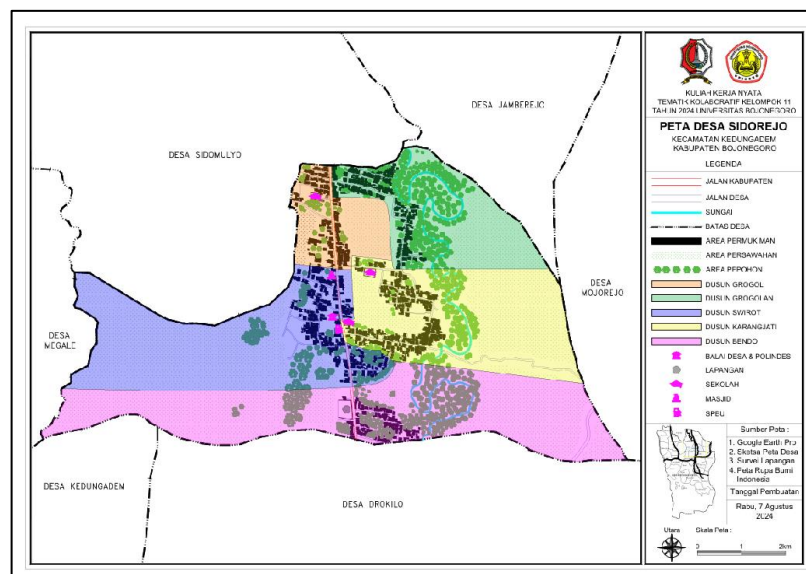 DESA JAMBEREJO
DESA SIDOMULYO
DESA MOJOREJO
DESA MEGALE
DESA KEDUNGADEM
DESA DROKILO
KULIAH KERJA NYATA
TEMATIK KOLABORATIF KELOMPOK 11
TAHUN 2024 UNIVERSITAS BOJONEGORO
PETA DESA SIDOREJO
KECAMATAN KEDUNGADEM
KABUPATEN BOJONEGORO
LEGENDA
JALAN KABUPATEN
JALAN DESA
SUNGAI
BATAS DESA
AREA PERMUKIMAN
AREA PERSAWAHAN
AREA PEPOHON
DUSUN GROGOL
DUSUN GROGOLAN
DUSUN SWIROT
DUSUN KARANGJATI
DUSUN BENDO
BALAI DESA & POLINDES
LAPANGAN
SEKOLAH
MASJID
SPBU
Sumber Peta :
1. Google Earth Pro
2. Sketsa Peta Desa
3. Survei Lapangan
4. Peta Rupa Bumi
Indonesia
Tanggal Pembuatan
Rabu, 7 Agustus
2024
Utara
Skala Peta :
0 1 2km